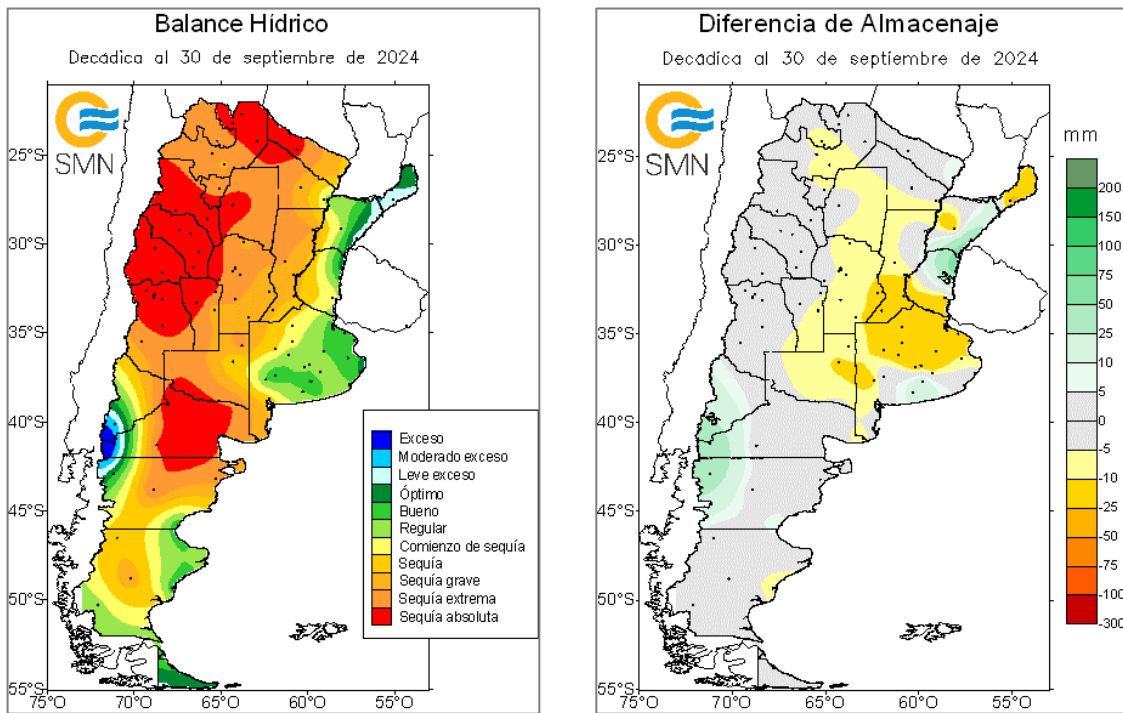 Balance Hídrico
Decádica al 30 de septiembre de 2024
SMN
25°S
30°S
35°S
40°S
45°S
50°S
55°S
75°O
70°O
65°O
60°O
55°O
Exceso
Moderado exceso
Leve exceso
Óptimo
Bueno
Regular
Comienzo de sequía
Sequía
Sequía grave
Sequía extrema
Sequía absoluta
Diferencia de Almacenaje
Decádica al 30 de septiembre de 2024
SMN
25°S
30°S
35°S
40°S
45°S
50°S
55°S
75°O
70°O
65°O
60°O
55°O
25
mm
200
150
100
75
50
25
10
5
0
-5
-10
-25
-50
-75
-100
-300